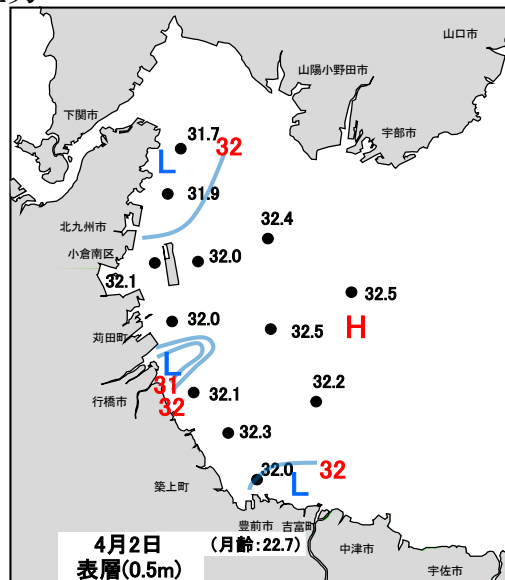 山口市
山陽小野田市
下関市
宇部市
31.7
32
L
31.9
北九州市
32.4
小倉南区
32.0
32.1
32.5
苅田町
32.0
32.5
H
L
31
行橋市
32.1
32.2
32
32.3
32.0
32
築上町
L
豊前市
吉富町
4月2日
(月齢:22.7)
中津市
表層(0.5m)
宇佐市